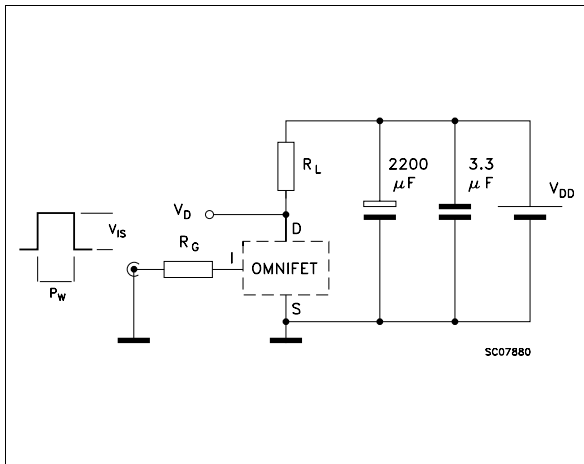 R_L
2200
μF
3.3
μF
V_DD
V_D
D
V_IS
R_G
I
OMNIFET
P_W
S
SC07880